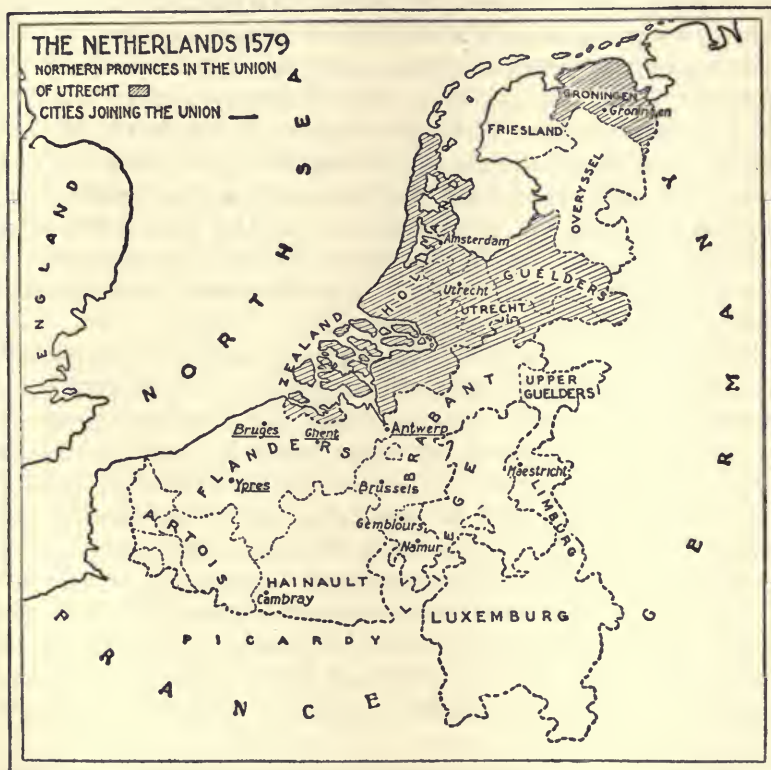 THE NETHERLANDS 1579
NORTHERN PROVINCES IN THE UNION
OF UTRECHT
CITIES JOINING THE UNION
NORTH SEA
ENGLAND
GRONINGEN
Groningen
FRIESLAND
OVERYSSEL
GERMANY
HOLLAND
Amsterdam
GUELDERS
Utrecht
UTRECHT
ZEALAND
BRABANT
UPPER
GUELDERS
Bruges
Ghent
Antwerp
FLANDERS
Ypres
Brussels
Maestricht
LIMBURG
LIEGE
Gemblours
Namur
ARTOIS
HAINAULT
Cambray
LUXEMBURG
PICARDY
FRANCE